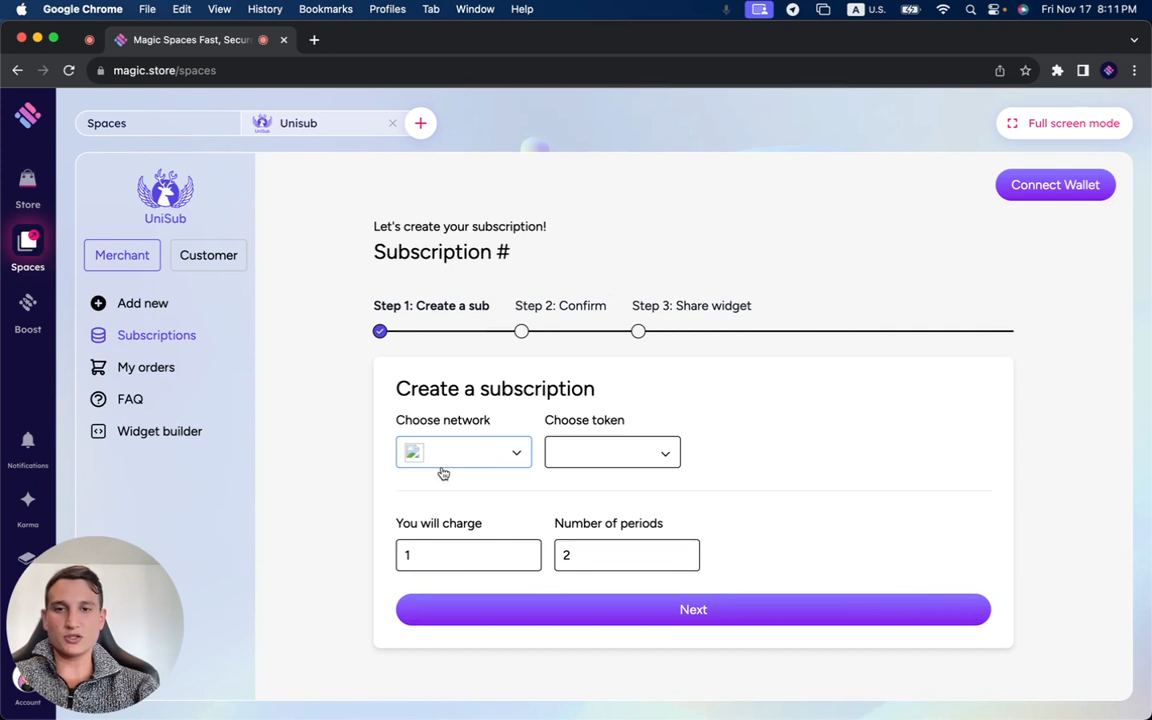 Google Chrome File Edit View History Bookmarks Profiles Tab Window Help A U.S. Fri Nov 17 8:11 PM
Magic Spaces Fast, Secur
magic.store/spaces
Spaces Unisub Full screen mode
Connect Wallet
Store
UniSub
Merchant Customer
Spaces
Add new
Boost
Subscriptions
My orders
FAQ
Widget builder
Notifications
Karma
Account
Let's create your subscription!
Subscription #
Step 1: Create a sub Step 2: Confirm Step 3: Share widget
Create a subscription
Choose network Choose token
You will charge Number of periods
1 2
Next